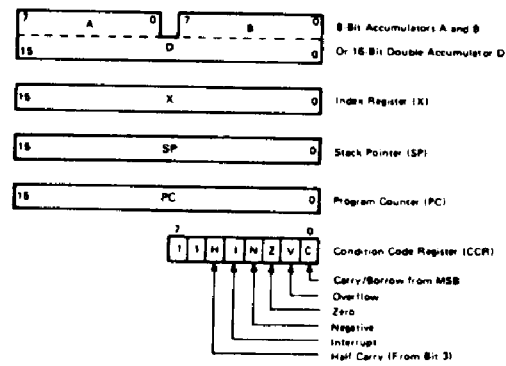 7 A 0 7 B 0 8-Bit Accumulators A and B
15 D 0 Or 16-Bit Double Accumulator D
15 X 0 Index Register (X)
15 SP 0 Stack Pointer (SP)
15 PC 0 Program Counter (PC)
7 0
1 1 H I N Z V C Condition Code Register (CCR)
Carry/Borrow from MSB
Overflow
Zero
Negative
Interrupt
Half Carry (From Bit 3)